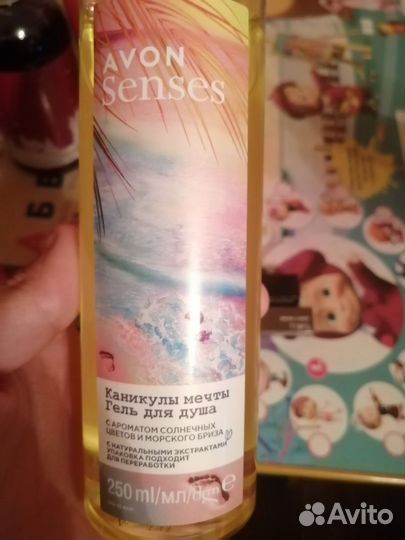 AVON
Senses
Каникулы мечты
Гель для душа
С АРОМАТОМ СОЛНЕЧНЫХ
ЦВЕТОВ И МОРСКОГО БРИЗА
С НАТУРАЛЬНЫМИ ЭКСТРАКТАМИ
УПАКОВКА ПОДХОДИТ
ДЛЯ ПЕРЕРАБОТКИ
250 ml/мл/
Б
Avito